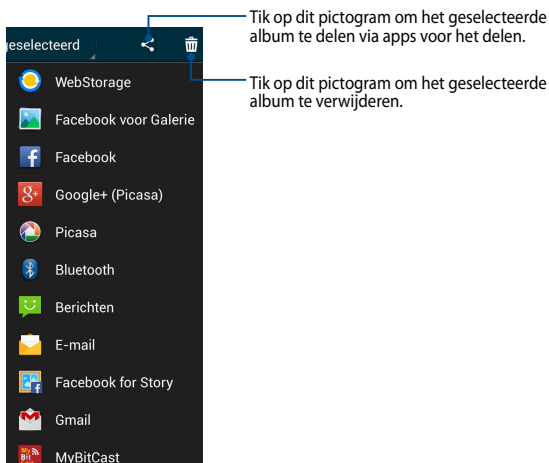 geselecteerd
Tik op dit pictogram om het geselecteerde
album te delen via apps voor het delen.
Tik op dit pictogram om het geselecteerde
album te verwijderen.
WebStorage
Facebook voor Galerie
Facebook
Google+ (Picasa)
Picasa
Bluetooth
Berichten
E-mail
Facebook for Story
Gmail
MyBitCast